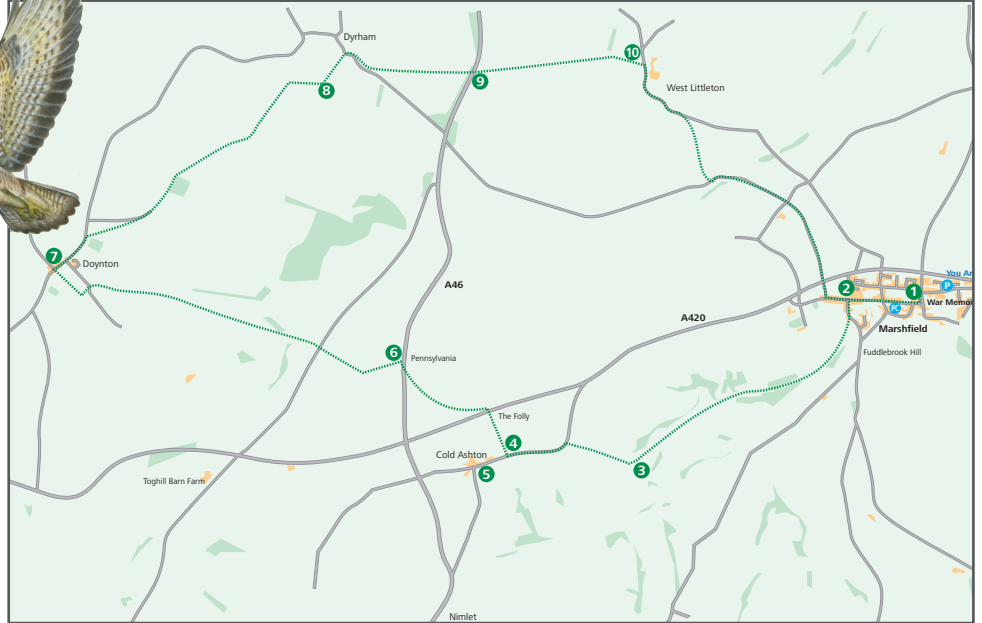 Dyrham
10
8
9
West Littleton
7
Doynton
A46
You Ar
2
1
P
PC
War Memo
A420
Marshfield
Fuddlebrook Hill
6
Pennsylvania
The Folly
4
Cold Ashton
5
3
Toghill Barn Farm
Nimlet